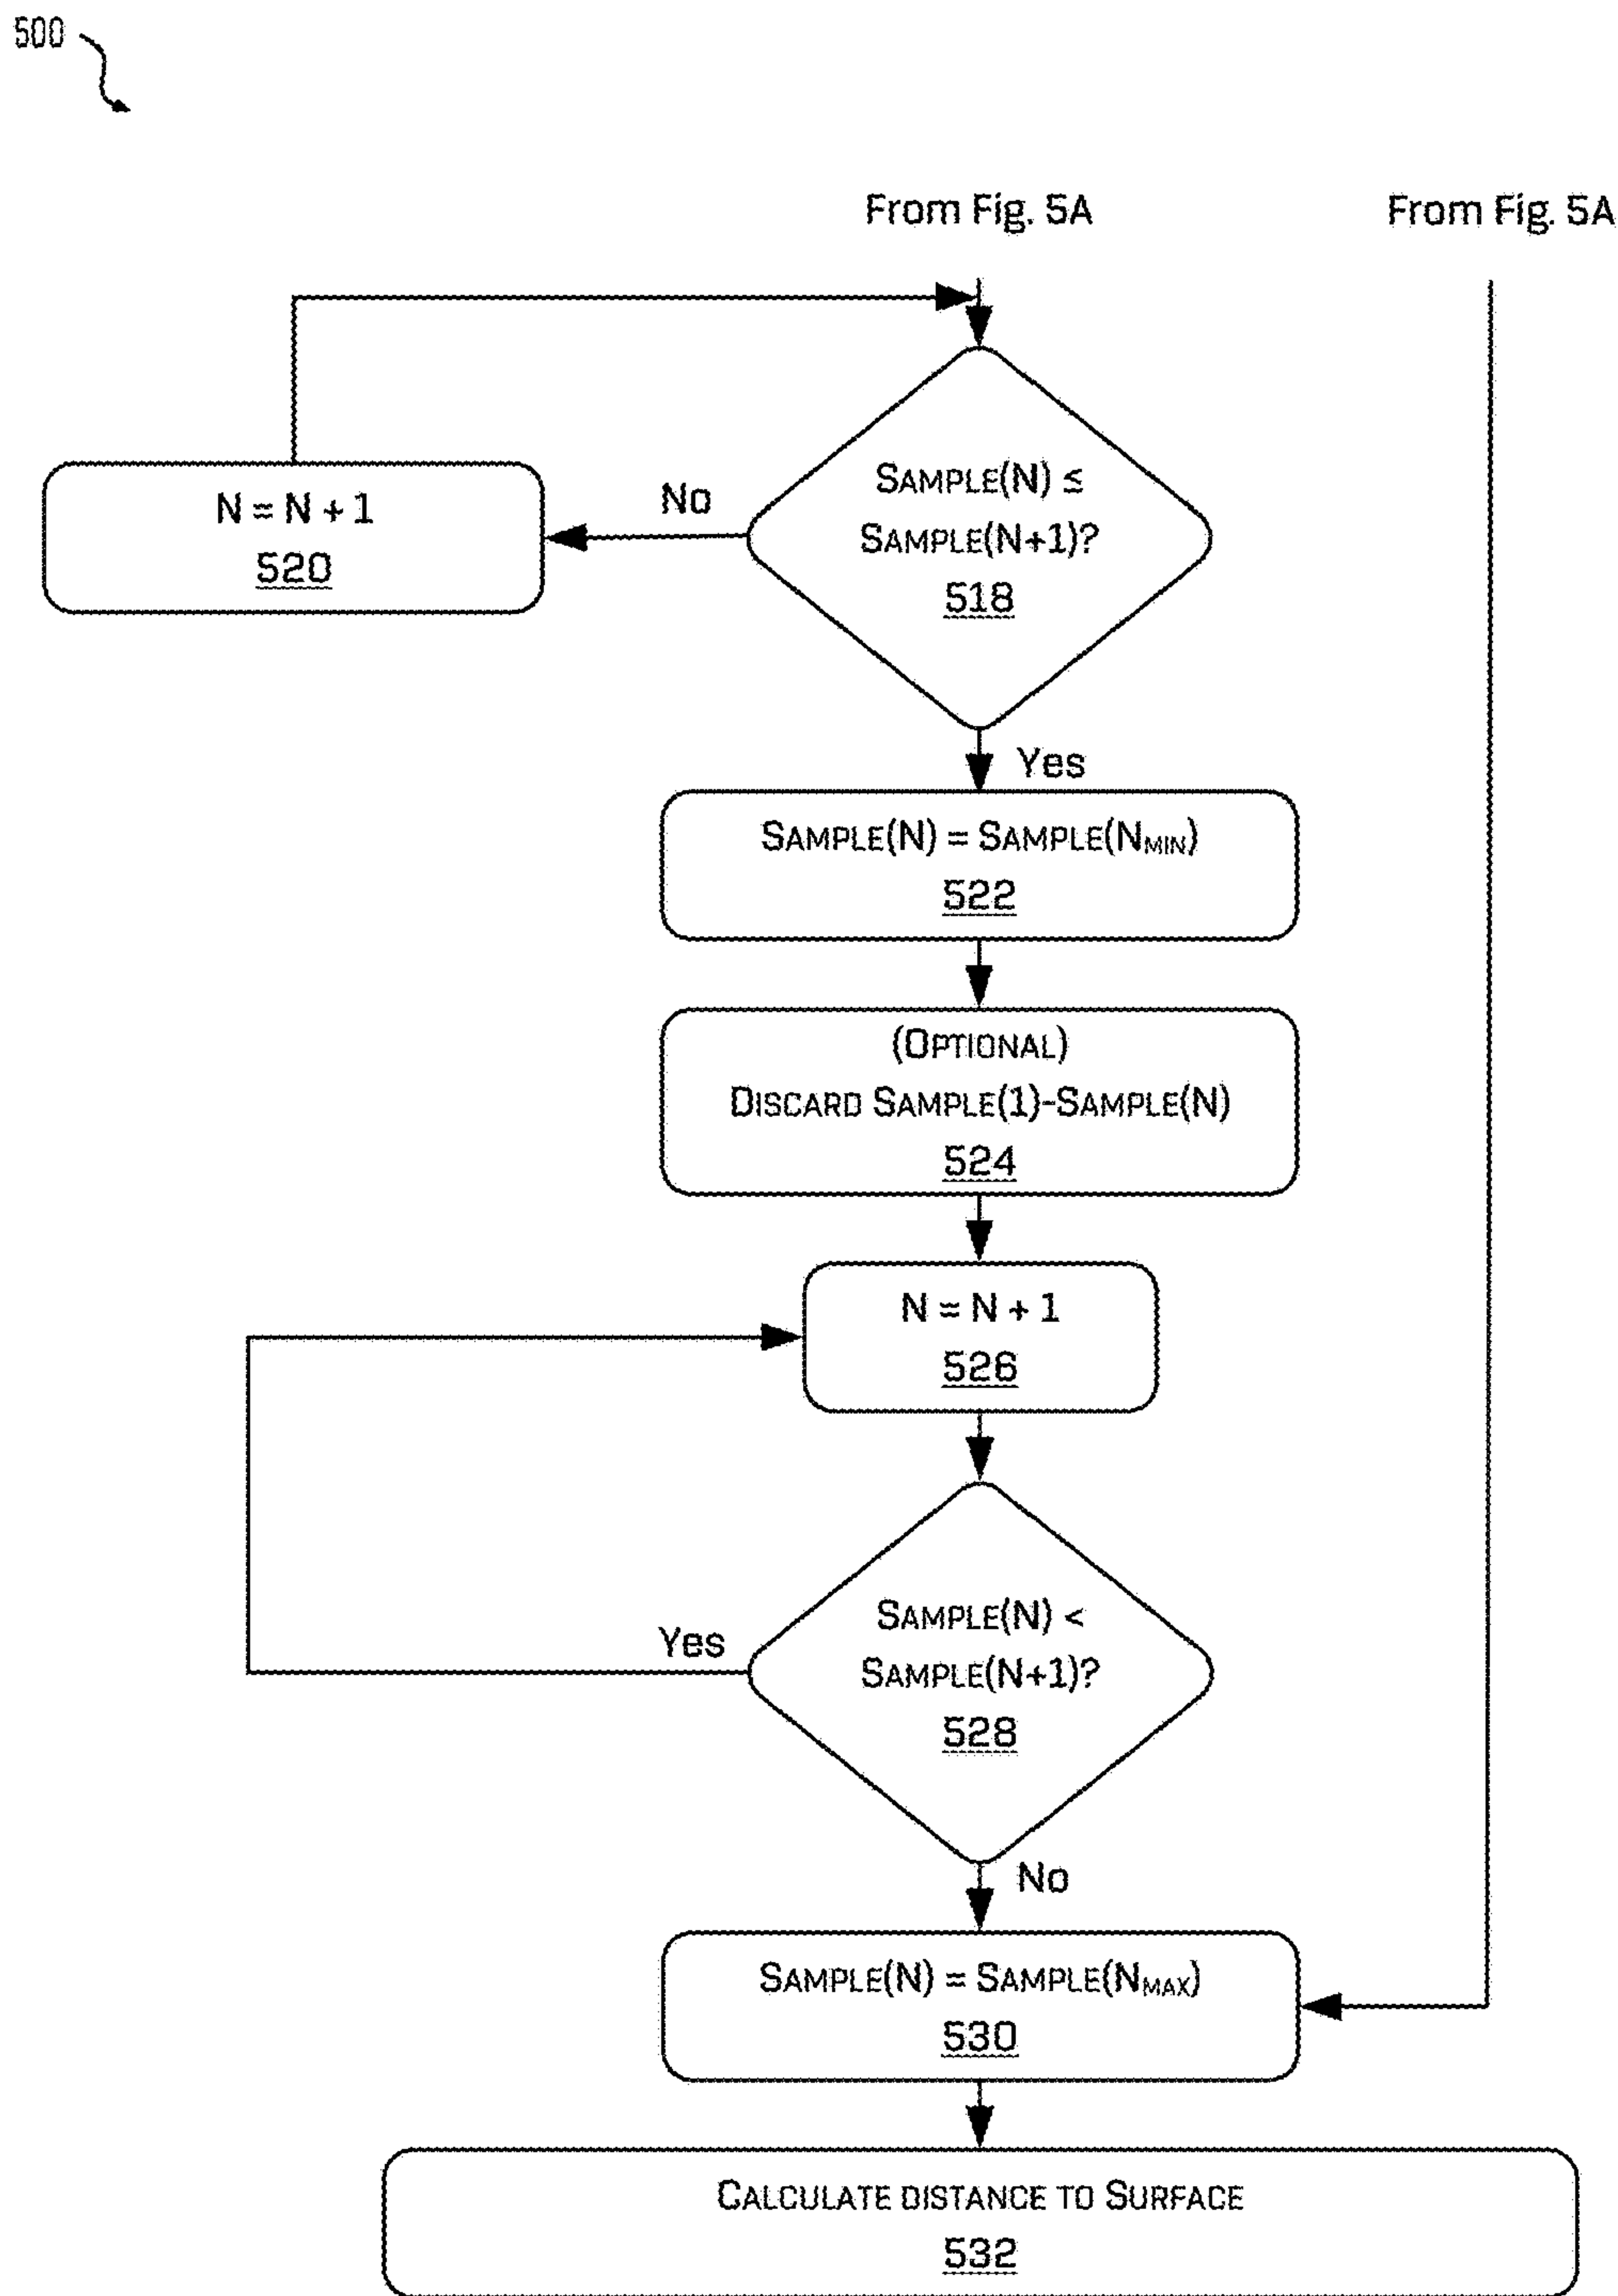 500
From Fig. 5A
From Fig. 5A
SAMPLE(N) ≤
SAMPLE(N+1)?
518
No
N = N + 1
520
Yes
SAMPLE(N) = SAMPLE(NMIN)
522
(OPTIONAL)
DISCARD SAMPLE(1)-SAMPLE(N)
524
N = N + 1
526
SAMPLE(N) <
SAMPLE(N+1)?
528
Yes
No
SAMPLE(N) = SAMPLE(NMAX)
530
CALCULATE DISTANCE TO SURFACE
532